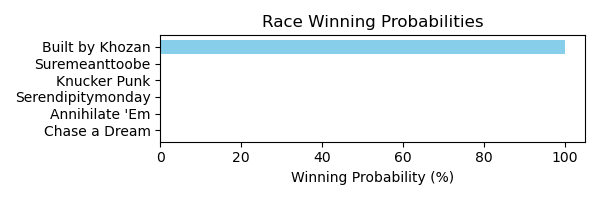 Race Winning Probabilities
Built by Khozan
Suremeanttoobe
Knucker Punk
Serendipitymonday
Annihilate 'Em
Chase a Dream
0 20 40 60 80 100
Winning Probability (%)